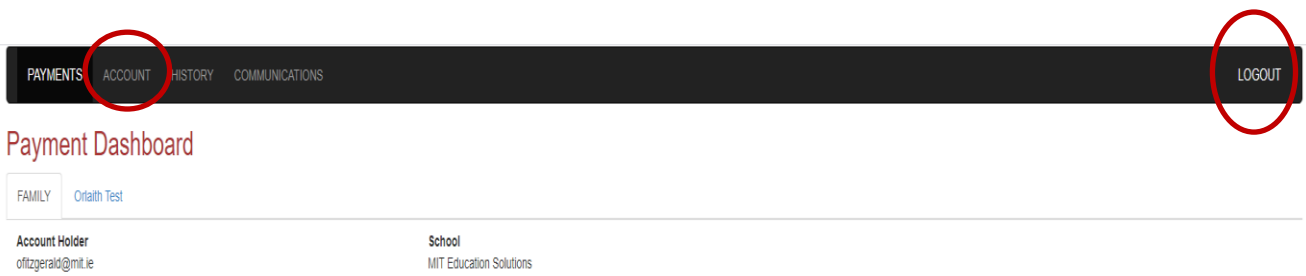 PAYMENTS ACCOUNT HISTORY COMMUNICATIONS LOGOUT
Payment Dashboard
FAMILY Orlaith Test
Account Holder School
ofitzgerald@mit.ie MIT Education Solutions